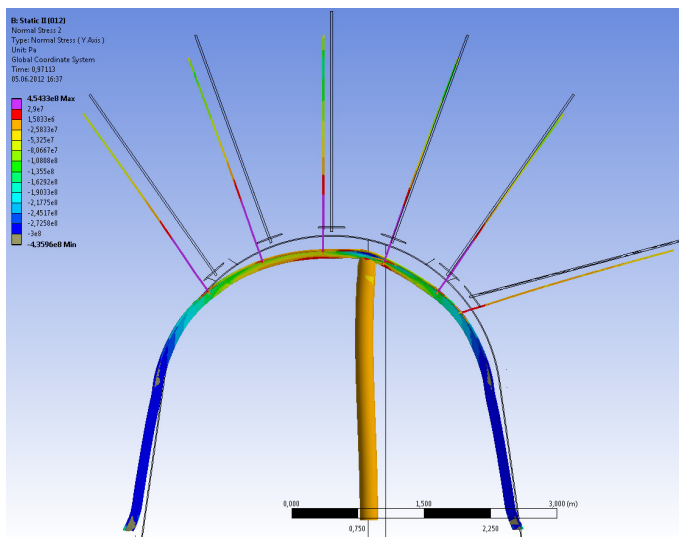 B: Static II (012)
Normal Stress 2
Type: Normal Stress ( Y Axis )
Unit: Pa
Global Coordinate System
Time: 0,97113
05.06.2012 16:37
4,5433e8 Max
2,9e7
1,5833e6
-2,5833e7
-5,325e7
-8,0667e7
-1,0808e8
-1,355e8
-1,6292e8
-1,9033e8
-2,1775e8
-2,4517e8
-2,7258e8
-3e8
-4,3596e8 Min
0,000 1,500 3,000 (m)
0,750 2,250